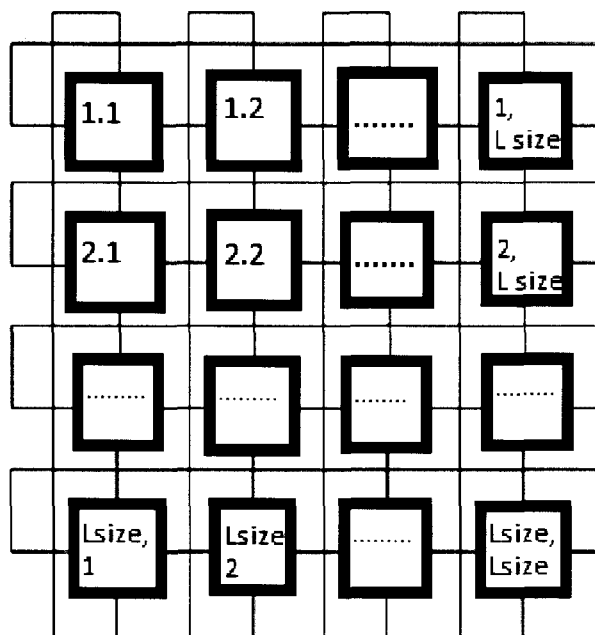 1.1
1.2
.......
1,
L size
2.1
2.2
.......
2,
L size
.........
.........
.........
.........
Lsize,
1
Lsize
2
.........
Lsize,
Lsize